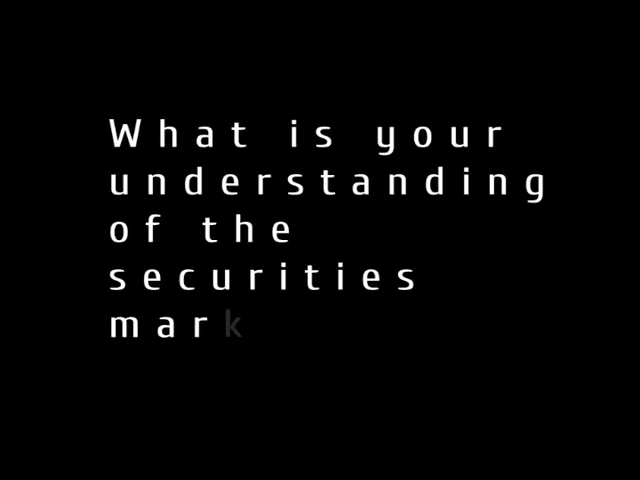 What is your
understanding
of the
securities
mark